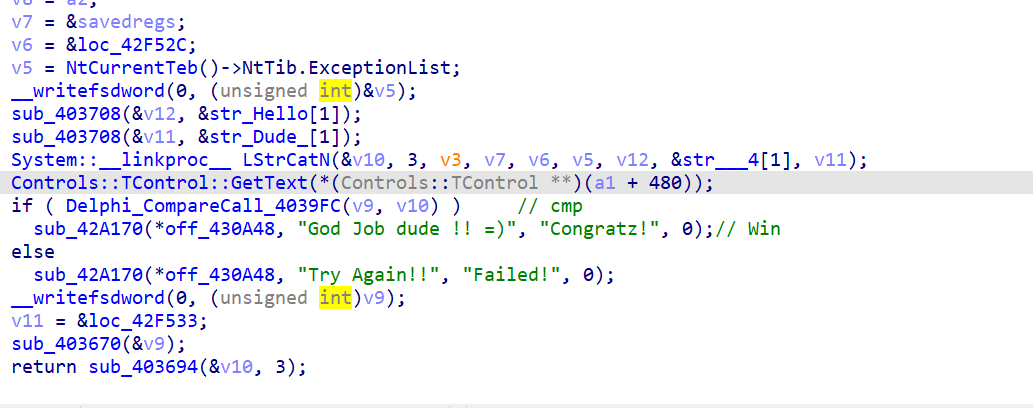 v8 = a2;
v7 = &savedregs;
v6 = &loc_42F52C;
v5 = NtCurrentTeb()->NtTib.ExceptionList;
__writefsdword(0, (unsigned int)&v5);
sub_403708(&v12, &str_Hello[1]);
sub_403708(&v11, &str_Dude_[1]);
System::__linkproc__ LStrCatN(&v10, 3, v3, v7, v6, v5, v12, &str___4[1], v11);
Controls::TControl::GetText(*(Controls::TControl **)(a1 + 480));
if ( Delphi_CompareCall_4039FC(v9, v10) )     // cmp
  sub_42A170(*off_430A48, "God Job dude !! =)", "Congratz!", 0);// Win
else
  sub_42A170(*off_430A48, "Try Again!!", "Failed!", 0);
__writefsdword(0, (unsigned int)v9);
v11 = &loc_42F533;
sub_403670(&v9);
return sub_403694(&v10, 3);